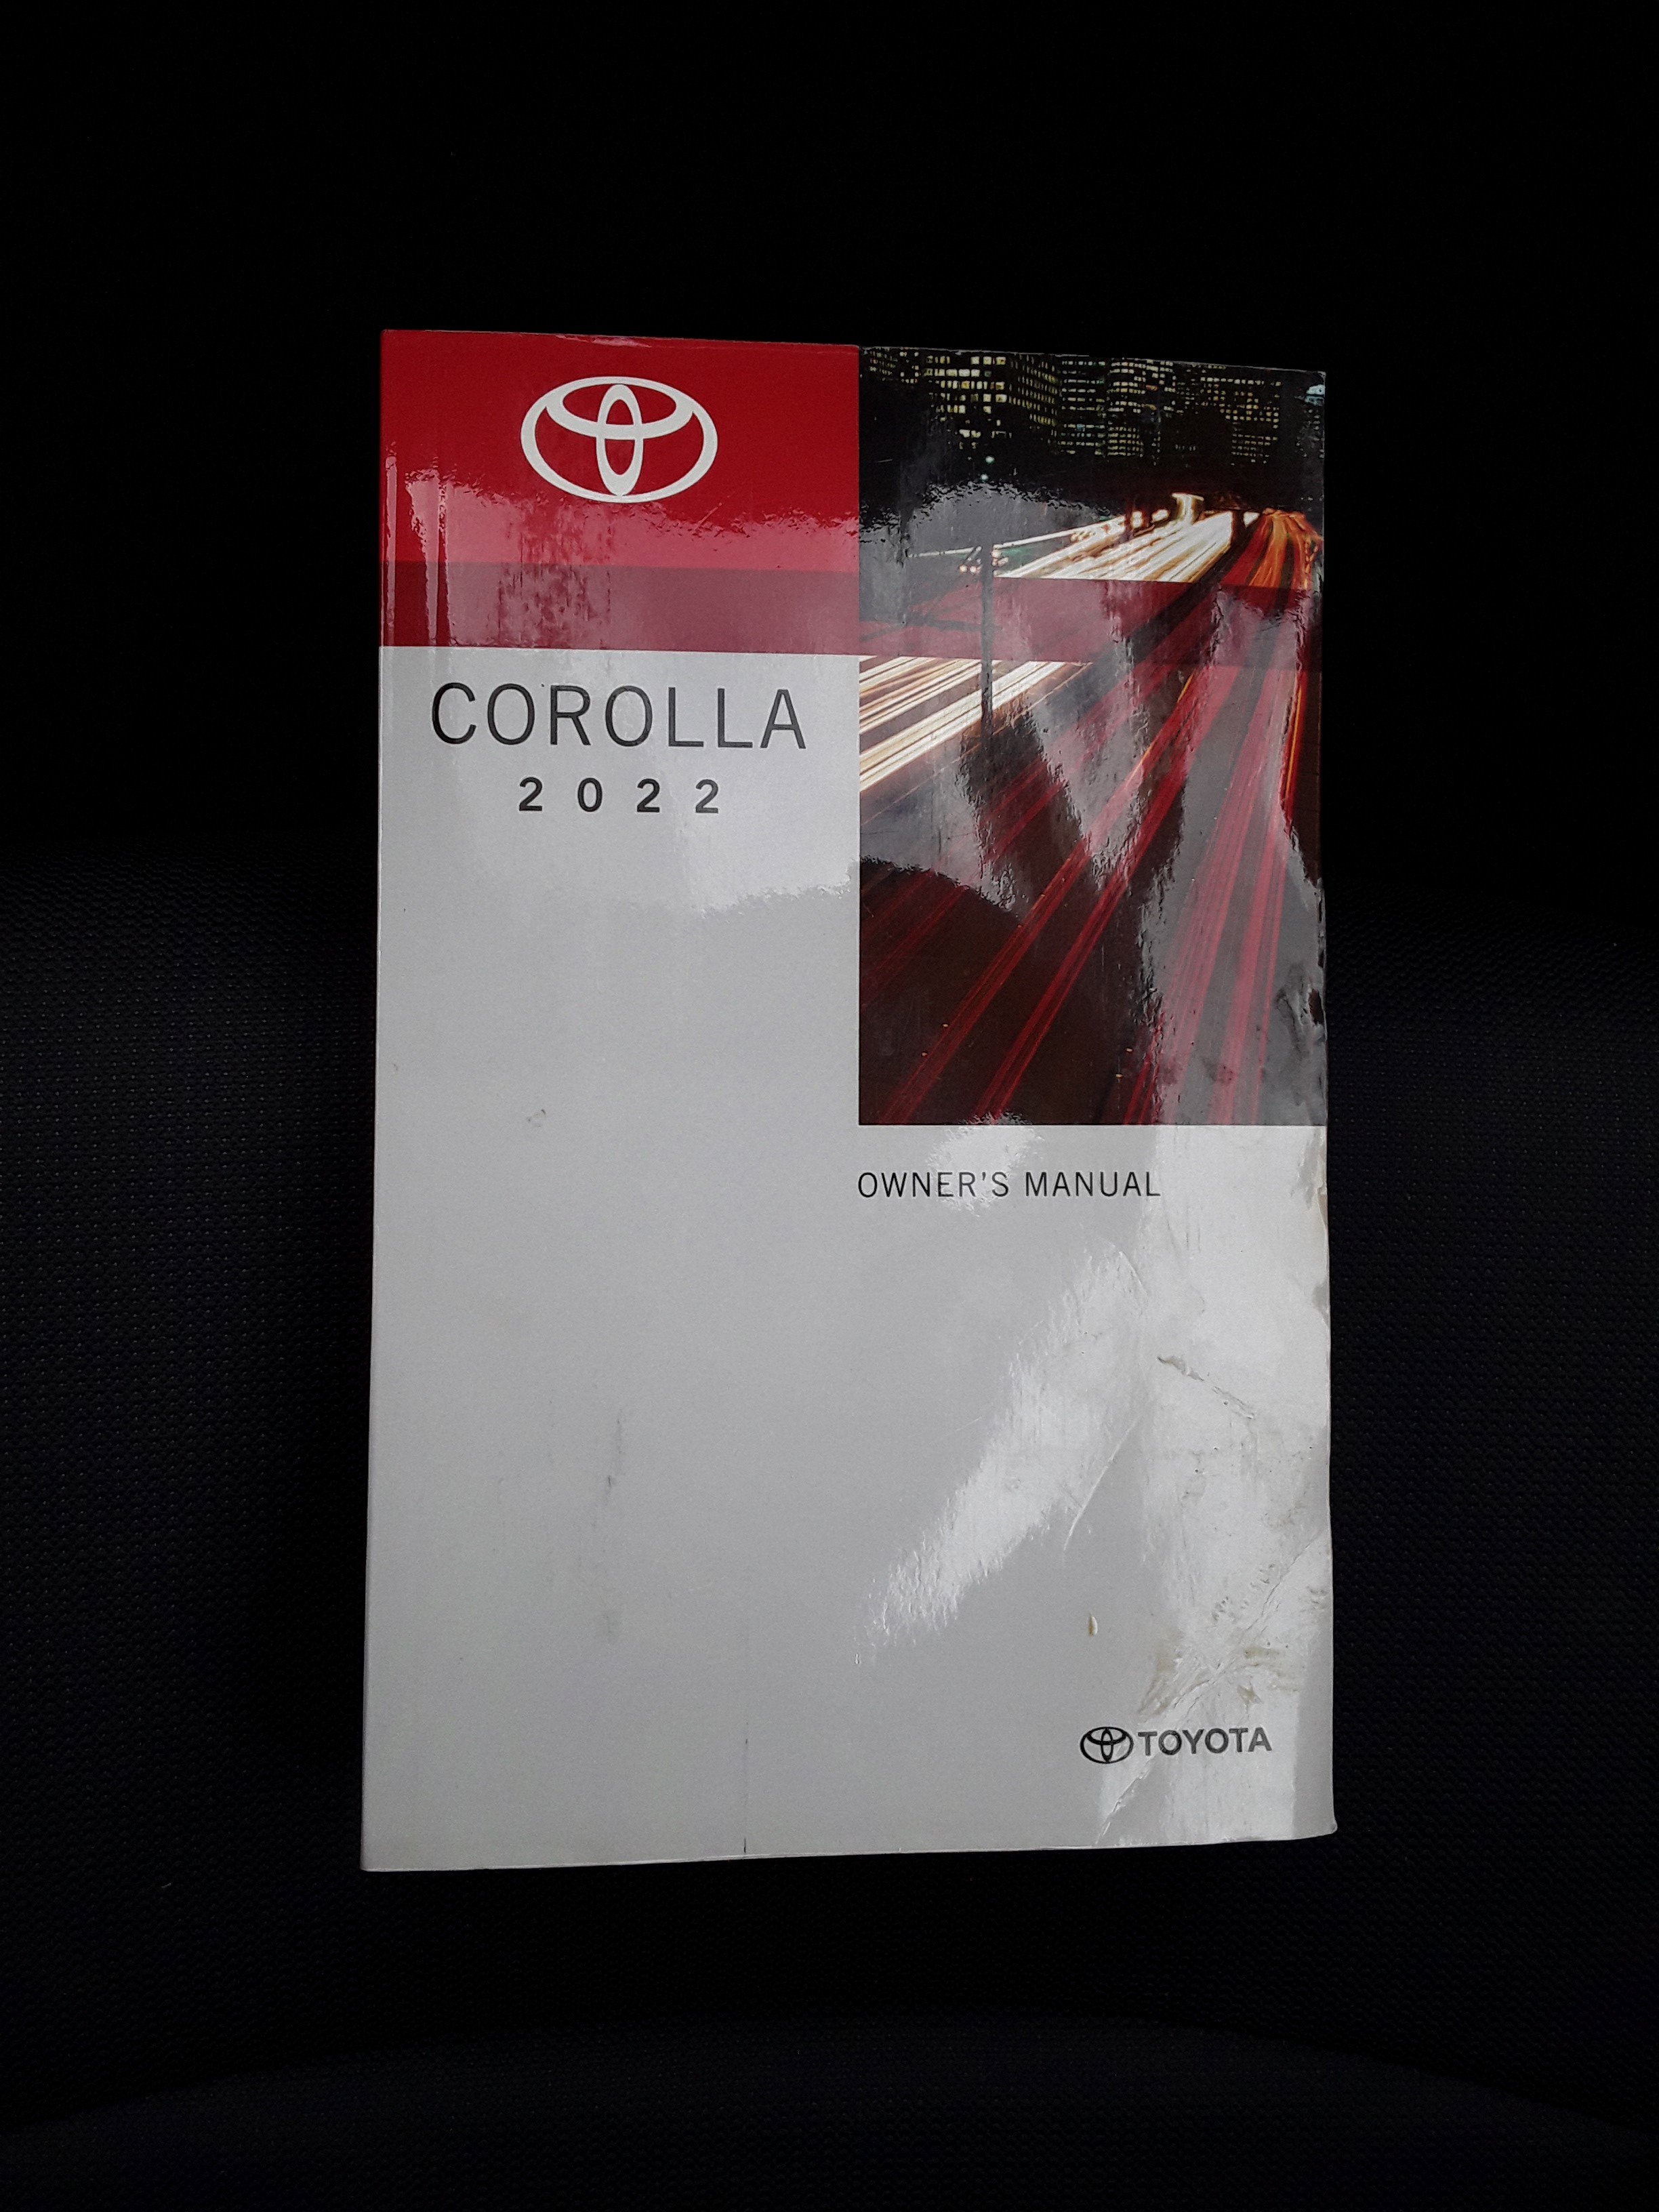 COROLLA
2022
OWNER'S MANUAL
TOYOTA